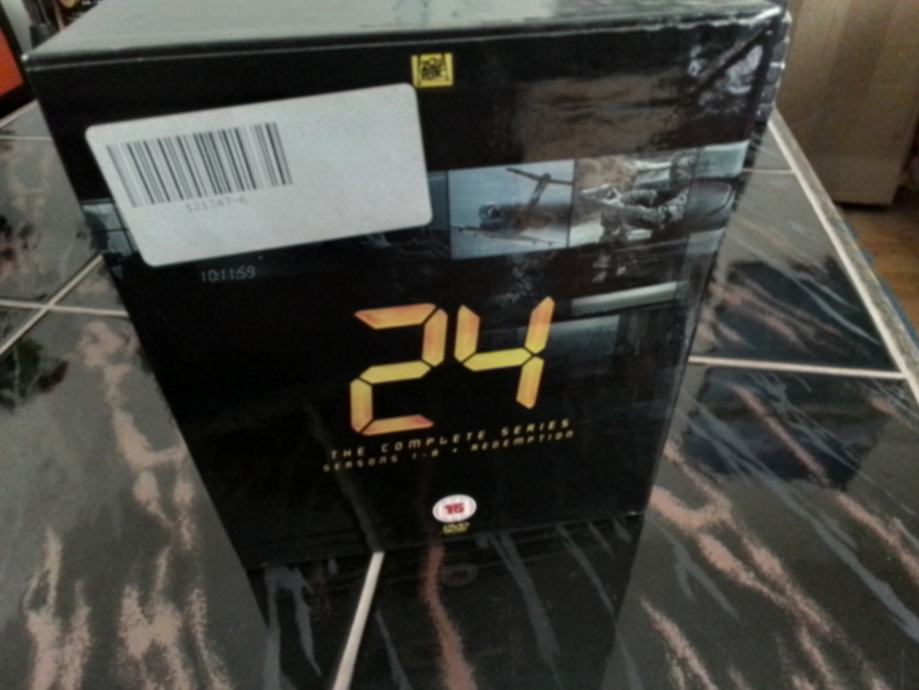 121347-6
10:11:59
24
THE COMPLETE SERIES
SEASONS 1-8 + REDEMPTION
15
DVD